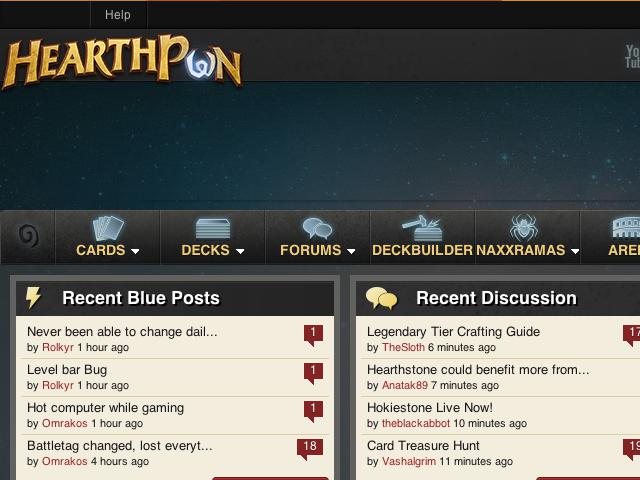 Help
HEARTHPWN
You
Tub
CARDS
DECKS
FORUMS
DECKBUILDER
NAXXRAMAS
ARE
Recent Blue Posts
Never been able to change dail...
1
by Rolkyr 1 hour ago
Level bar Bug
1
by Rolkyr 1 hour ago
Hot computer while gaming
1
by Omrakos 1 hour ago
Battletag changed, lost everyt...
18
by Omrakos 4 hours ago
Recent Discussion
Legendary Tier Crafting Guide
17
by TheSloth 6 minutes ago
Hearthstone could benefit more from...
by Anatak89 7 minutes ago
Hokiestone Live Now!
by theblackabbot 10 minutes ago
Card Treasure Hunt
19
by Vashalgrim 11 minutes ago